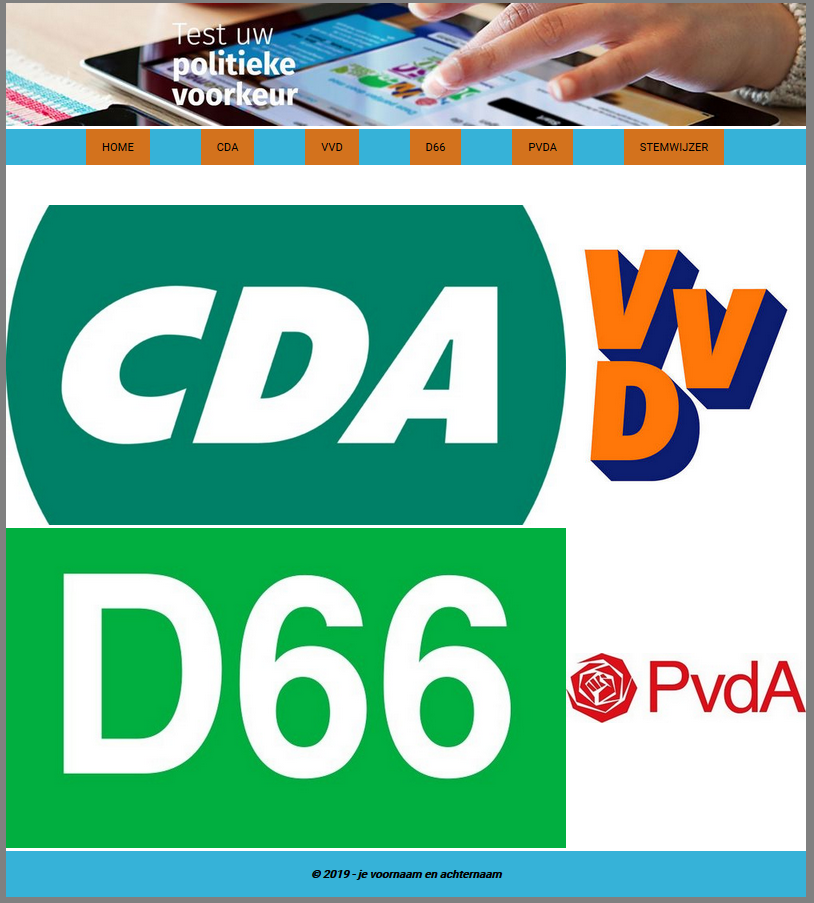 Test uw
politieke
voorkeur
HOME CDA VVD D66 PVDA STEMWIJZER
CDA
VVD
D66
PvdA
© 2019 - je voornaam en achternaam